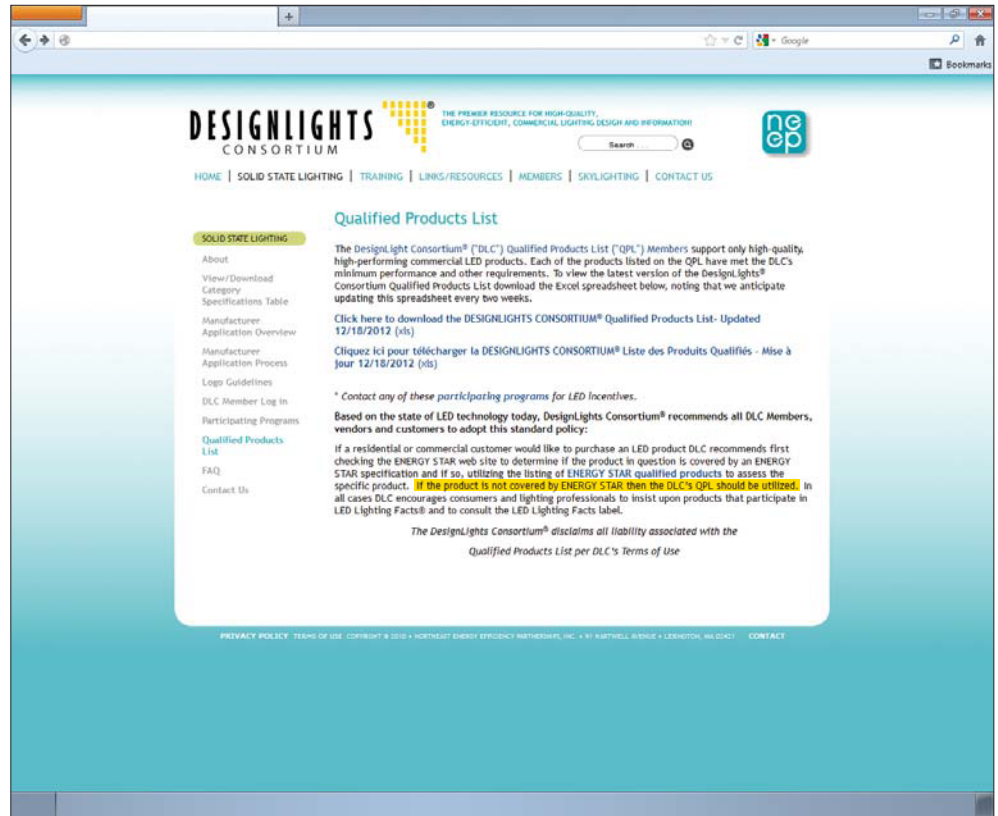 +
Google
Bookmarks
DESIGNLIGHTS ®
CONSORTIUM
THE PREMIER RESOURCE FOR HIGH-QUALITY,
ENERGY-EFFICIENT, COMMERCIAL LIGHTING DESIGN AND INFORMATION!
Search . . .
neep
HOME | SOLID STATE LIGHTING | TRAINING | LINKS/RESOURCES | MEMBERS | SKYLIGHTING | CONTACT US
SOLID STATE LIGHTING
About
View/Download
Category
Specifications Table
Manufacturer
Application Overview
Manufacturer
Application Process
Logo Guidelines
DLC Member Log in
Participating Programs
Qualified Products
List
FAQ
Contact Us
Qualified Products List
The DesignLight Consortium® ("DLC") Qualified Products List ("QPL") Members support only high-quality,
high-performing commercial LED products. Each of the products listed on the QPL have met the DLC's
minimum performance and other requirements. To view the latest version of the DesignLights®
Consortium Qualified Products List download the Excel spreadsheet below, noting that we anticipate
updating this spreadsheet every two weeks.
Click here to download the DESIGNLIGHTS CONSORTIUM® Qualified Products List- Updated
12/18/2012 (xls)
Cliquez ici pour télécharger la DESIGNLIGHTS CONSORTIUM® Liste des Produits Qualifiés - Mise à
jour 12/18/2012 (xls)
* Contact any of these participating programs for LED incentives.
Based on the state of LED technology today, DesignLights Consortium® recommends all DLC Members,
vendors and customers to adopt this standard policy:
If a residential or commercial customer would like to purchase an LED product DLC recommends first
checking the ENERGY STAR web site to determine if the product in question is covered by an ENERGY
STAR specification and if so, utilizing the listing of ENERGY STAR qualified products to assess the
specific product. If the product is not covered by ENERGY STAR then the DLC's QPL should be utilized. In
all cases DLC encourages consumers and lighting professionals to insist upon products that participate in
LED Lighting Facts® and to consult the LED Lighting Facts label.
The DesignLights Consortium® disclaims all liability associated with the
Qualified Products List per DLC's Terms of Use
PRIVACY POLICY TERMS OF USE COPYRIGHT © 2010 • NORTHEAST ENERGY EFFICIENCY PARTNERSHIPS, INC. • 91 HARTWELL AVENUE • LEXINGTON, MA 02421 CONTACT